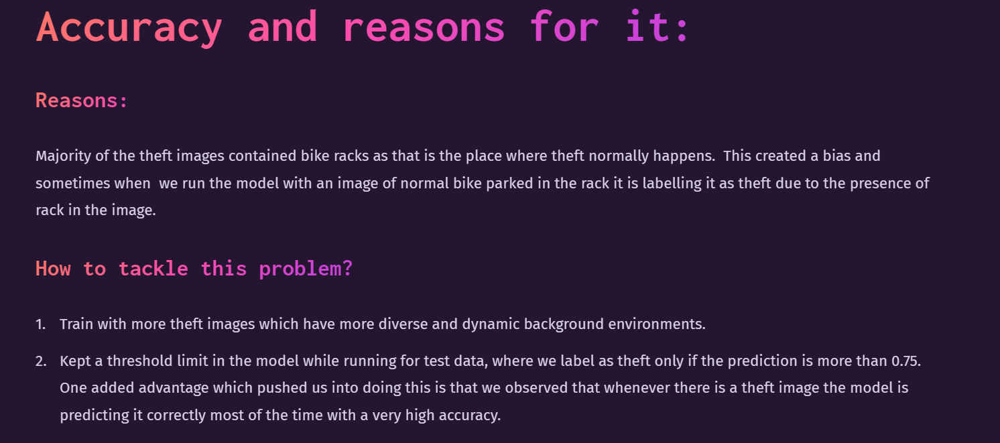 Accuracy and reasons for it:
Reasons:
Majority of the theft images contained bike racks as that is the place where theft normally happens.  This created a bias and
sometimes when  we run the model with an image of normal bike parked in the rack it is labelling it as theft due to the presence of
rack in the image.
How to tackle this problem?
1. Train with more theft images which have more diverse and dynamic background environments.
2. Kept a threshold limit in the model while running for test data, where we label as theft only if the prediction is more than 0.75.
One added advantage which pushed us into doing this is that we observed that whenever there is a theft image the model is
predicting it correctly most of the time with a very high accuracy.